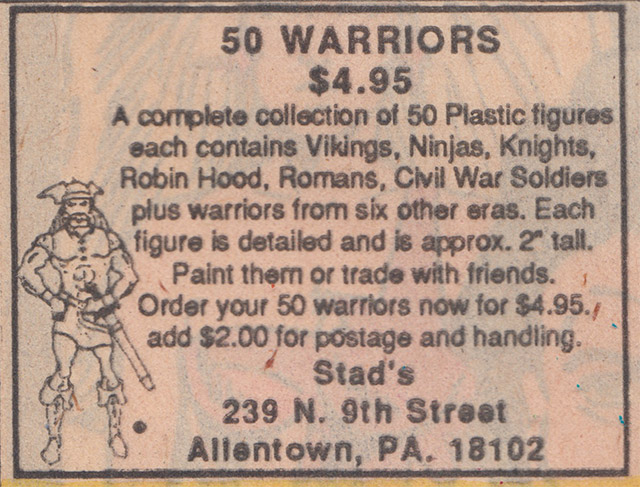 50 WARRIORS
$4.95
A complete collection of 50 Plastic figures
each contains Vikings, Ninjas, Knights,
Robin Hood, Romans, Civil War Soldiers
plus warriors from six other eras. Each
figure is detailed and is approx. 2" tall.
Paint them or trade with friends.
Order your 50 warriors now for $4.95.
add $2.00 for postage and handling.
Stad's
239 N. 9th Street
Allentown, PA. 18102